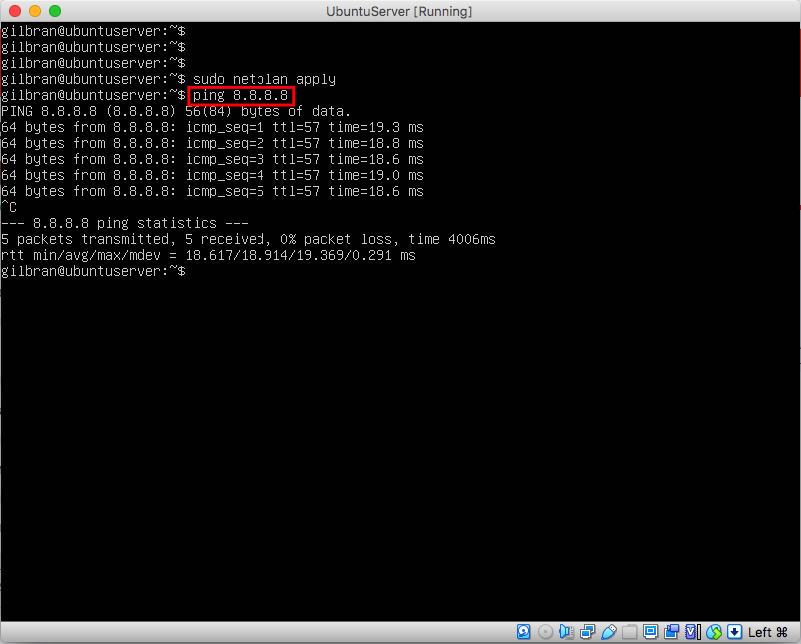 UbuntuServer [Running]
gilbran@ubuntuserver:~$
gilbran@ubuntuserver:~$
gilbran@ubuntuserver:~$
gilbran@ubuntuserver:~$ sudo netplan apply
gilbran@ubuntuserver:~$ ping 8.8.8.8
PING 8.8.8.8 (8.8.8.8) 56(84) bytes of data.
64 bytes from 8.8.8.8: icmp_seq=1 ttl=57 time=19.3 ms
64 bytes from 8.8.8.8: icmp_seq=2 ttl=57 time=18.8 ms
64 bytes from 8.8.8.8: icmp_seq=3 ttl=57 time=18.6 ms
64 bytes from 8.8.8.8: icmp_seq=4 ttl=57 time=19.0 ms
64 bytes from 8.8.8.8: icmp_seq=5 ttl=57 time=18.6 ms
^C
--- 8.8.8.8 ping statistics ---
5 packets transmitted, 5 received, 0% packet loss, time 4006ms
rtt min/avg/max/mdev = 18.617/18.914/19.369/0.291 ms
gilbran@ubuntuserver:~$
Left ⌘